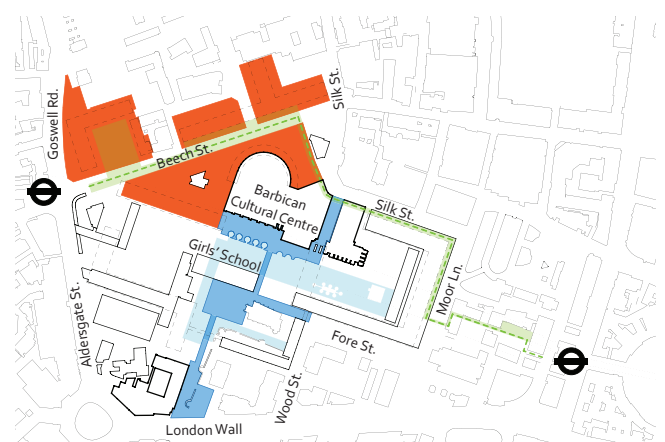 Goswell Rd.
Silk St.
Beech St.
Barbican
Cultural Centre
Silk St.
Girls' School
Moor Ln.
Aldersgate St.
Fore St.
Wood St.
London Wall